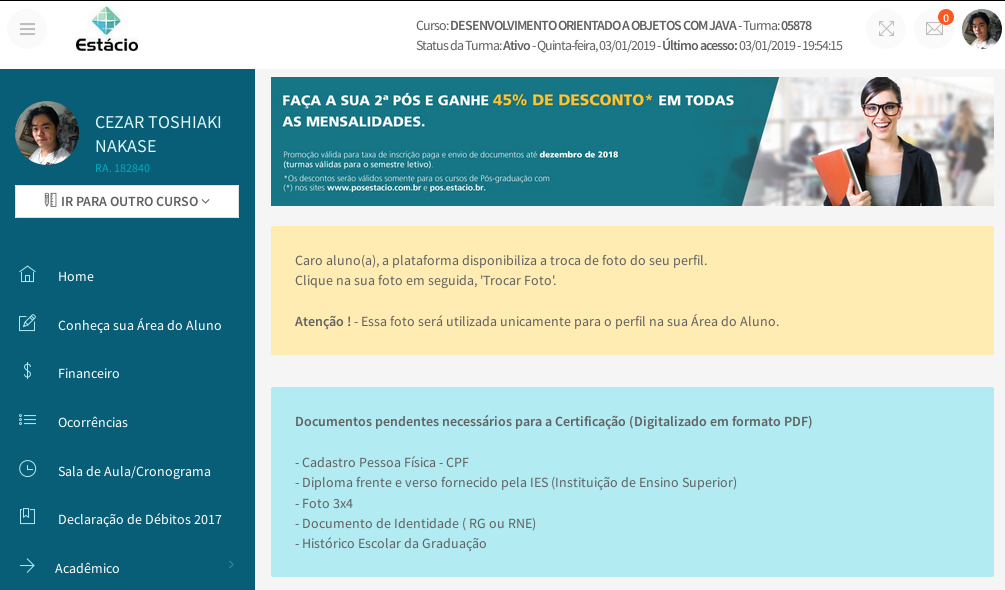 Estácio
Curso: DESENVOLVIMENTO ORIENTADO A OBJETOS COM JAVA - Turma: 05878
Status da Turma: Ativo - Quinta-feira, 03/01/2019 - Último acesso: 03/01/2019 - 19:54:15
0
CEZAR TOSHIAKI
NAKASE
RA. 182840
IR PARA OUTRO CURSO
Home
Conheça sua Área do Aluno
Financeiro
Ocorrências
Sala de Aula/Cronograma
Declaração de Débitos 2017
Acadêmico
FAÇA A SUA 2ª PÓS E GANHE 45% DE DESCONTO* EM TODAS
AS MENSALIDADES.
Promoção válida para taxa de inscrição paga e envio de documentos até dezembro de 2018
(turmas válidas para o semestre letivo).
*Os descontos serão válidos somente para os cursos de Pós-graduação com
(*) nos sites www.posestacio.com.br e pos.estacio.br.
Caro aluno(a), a plataforma disponibiliza a troca de foto do seu perfil.
Clique na sua foto em seguida, 'Trocar Foto'.
Atenção ! - Essa foto será utilizada unicamente para o perfil na sua Área do Aluno.
Documentos pendentes necessários para a Certificação (Digitalizado em formato PDF)
- Cadastro Pessoa Física - CPF
- Diploma frente e verso fornecido pela IES (Instituição de Ensino Superior)
- Foto 3x4
- Documento de Identidade ( RG ou RNE)
- Histórico Escolar da Graduação